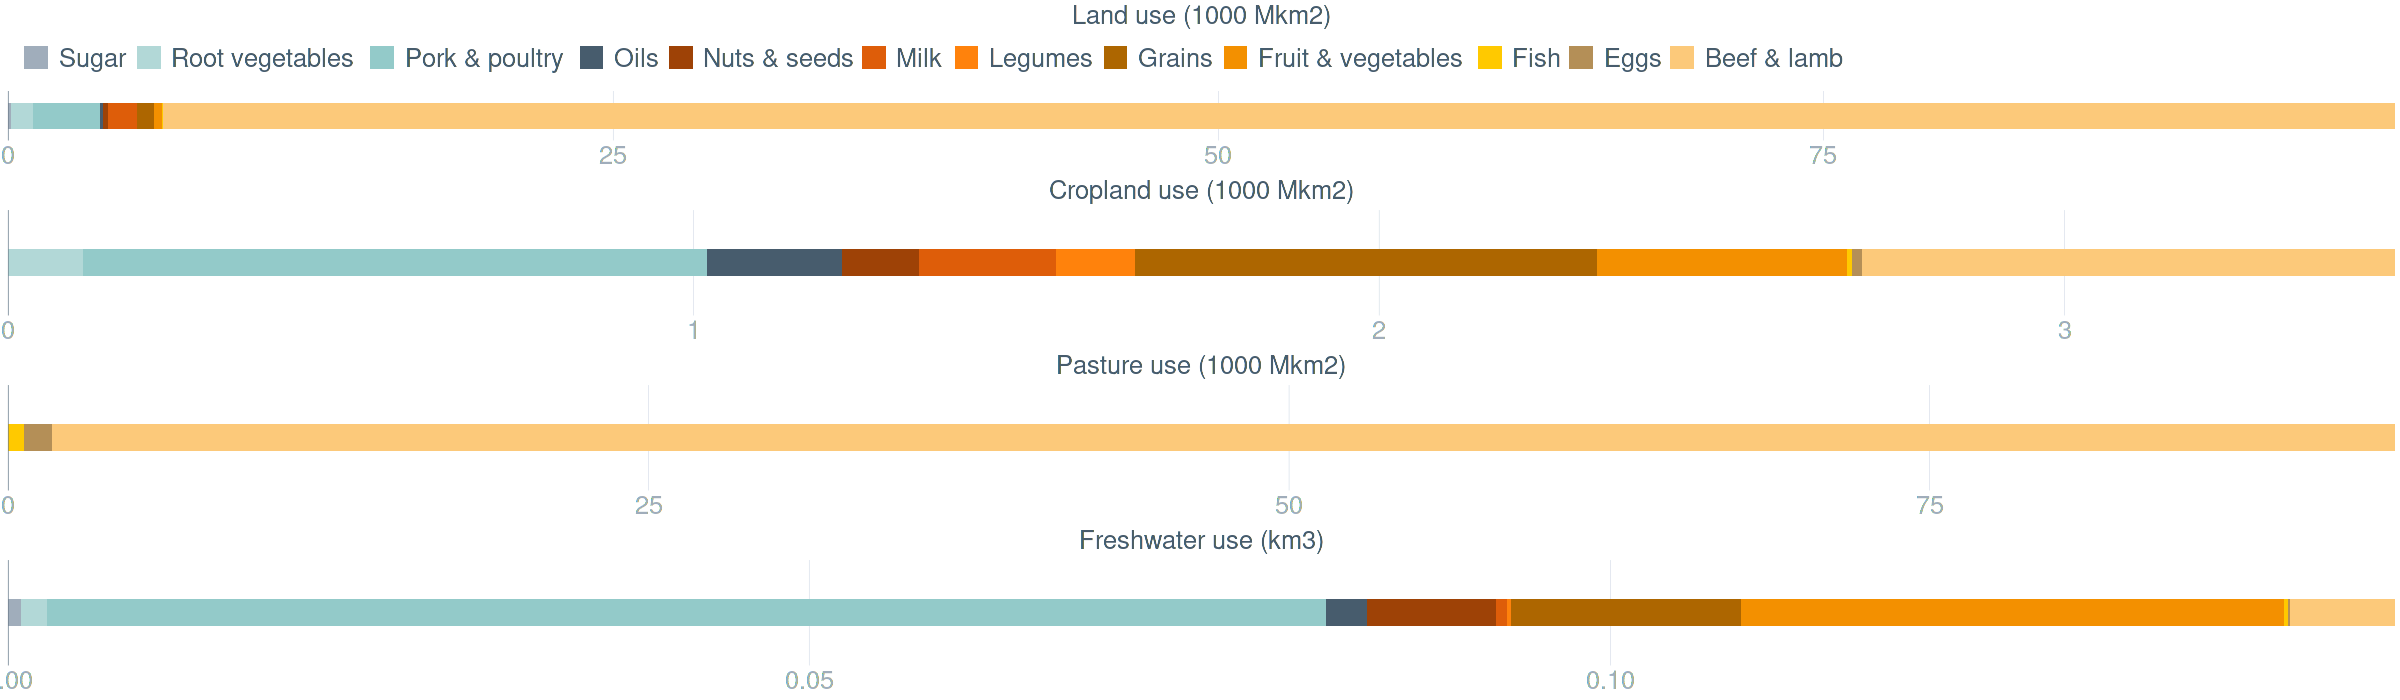 Land use (1000 Mkm2)
Sugar Root vegetables Pork & poultry Oils Nuts & seeds Milk Legumes Grains Fruit & vegetables Fish Eggs Beef & lamb
0 25 50 75
Cropland use (1000 Mkm2)
0 1 2 3
Pasture use (1000 Mkm2)
0 25 50 75
Freshwater use (km3)
.00 0.05 0.10